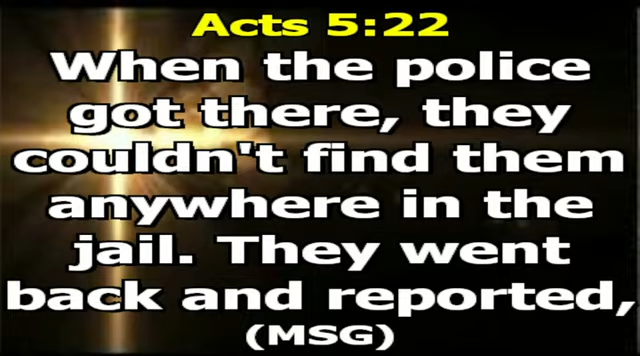 Acts 5:22
When the police
got there, they
couldn't find them
anywhere in the
jail. They went
back and reported,
(MSG)